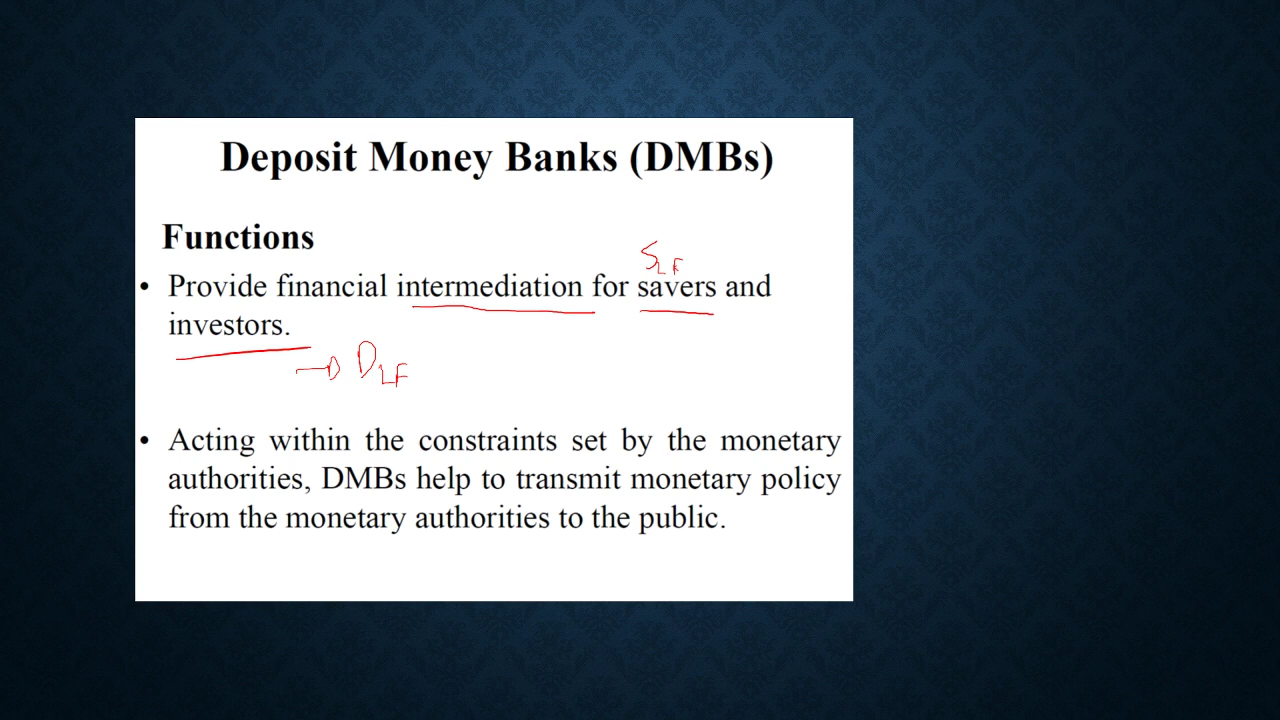 Deposit Money Banks (DMBs)
Functions
S LF
• Provide financial intermediation for savers and
investors.
→ D LF
• Acting within the constraints set by the monetary
authorities, DMBs help to transmit monetary policy
from the monetary authorities to the public.